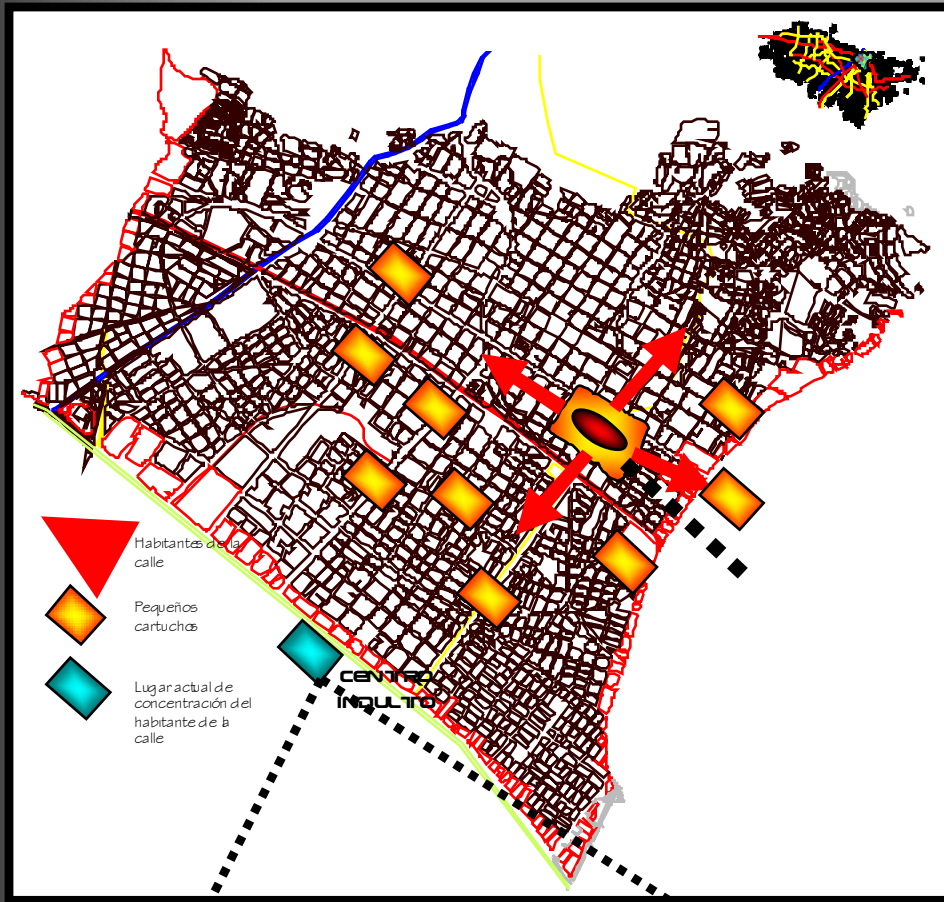 Habitantes de la
calle
Pequeños
cartuchos
Lugar actual de
concentración del
habitante de la
calle
CENTRO
INDULTO